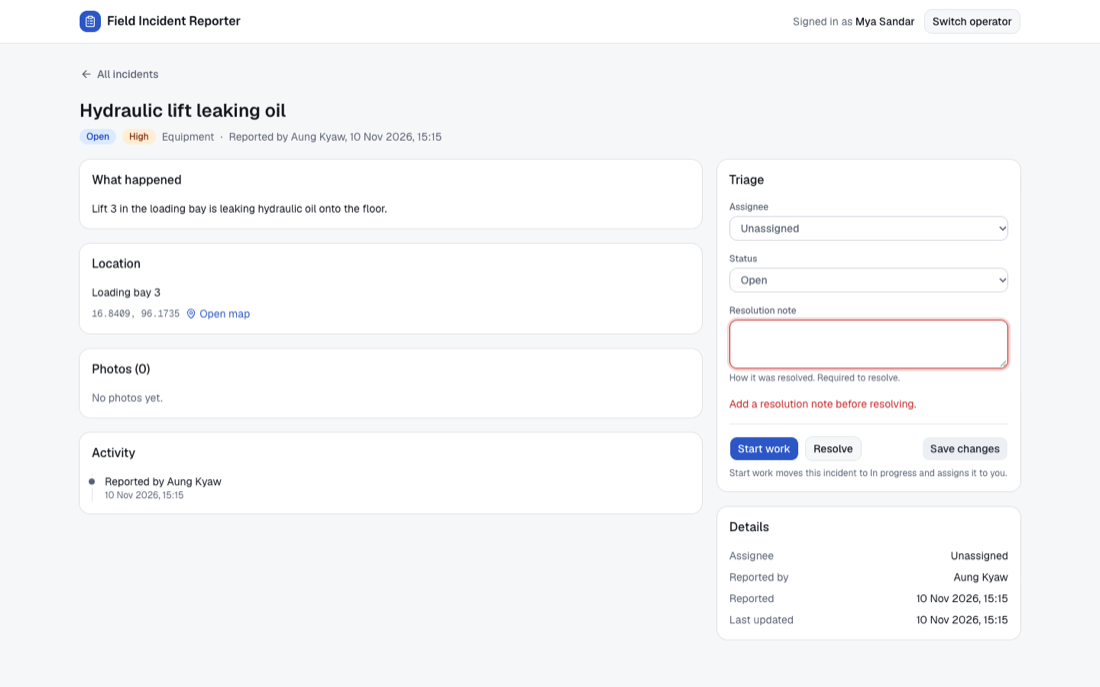 Field Incident Reporter
Signed in as Mya Sandar
Switch operator
← All incidents
Hydraulic lift leaking oil
Open High Equipment · Reported by Aung Kyaw, 10 Nov 2026, 15:15
What happened
Lift 3 in the loading bay is leaking hydraulic oil onto the floor.
Location
Loading bay 3
16.8409, 96.1735 Open map
Photos (0)
No photos yet.
Activity
Reported by Aung Kyaw
10 Nov 2026, 15:15
Triage
Assignee
Unassigned
Status
Open
Resolution note
How it was resolved. Required to resolve.
Add a resolution note before resolving.
Start work Resolve Save changes
Start work moves this incident to In progress and assigns it to you.
Details
Assignee Unassigned
Reported by Aung Kyaw
Reported 10 Nov 2026, 15:15
Last updated 10 Nov 2026, 15:15